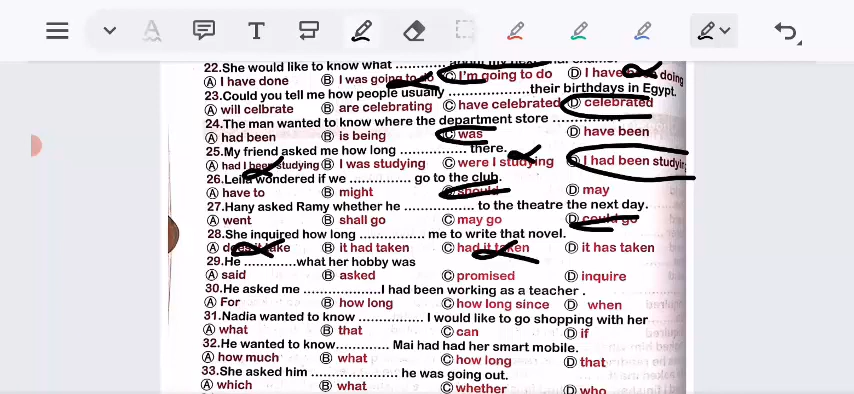 T
22.She would like to know what ............ about my
Ⓐ I have done Ⓑ I was going to do Ⓒ I'm going to do Ⓓ I have doing
23.Could you tell me how people usually ..................their birthdays in Egypt.
Ⓐ will celbrate Ⓑ are celebrating Ⓒ have celebrated Ⓓ celebrated
24.The man wanted to know where the department store ...............
Ⓐ had been Ⓑ is being Ⓒ was Ⓓ have been
25.My friend asked me how long ............... there.
Ⓐ had I been studying Ⓑ I was studying Ⓒ were I studying Ⓓ I had been studying
26.Leila wondered if we ............... go to the club.
Ⓐ have to Ⓑ might Ⓒ should Ⓓ may
27.Hany asked Ramy whether he ................ to the theatre the next day.
Ⓐ went Ⓑ shall go Ⓒ may go Ⓓ could go
28.She inquired how long ................ me to write that novel.
Ⓐ does it take Ⓑ it had taken Ⓒ had it taken Ⓓ it has taken
29.He ............what her hobby was
Ⓐ said Ⓑ asked Ⓒ promised Ⓓ inquire
30.He asked me ..................I had been working as a teacher .
Ⓐ For Ⓑ how long Ⓒ how long since Ⓓ when
31.Nadia wanted to know ............... I would like to go shopping with her
Ⓐ what Ⓑ that Ⓒ can Ⓓ if
32.He wanted to know............ Mai had had her smart mobile.
Ⓐ how much Ⓑ what Ⓒ how long Ⓓ that
33.She asked him ................... he was going out.
Ⓐ which Ⓑ what Ⓒ whether Ⓓ who